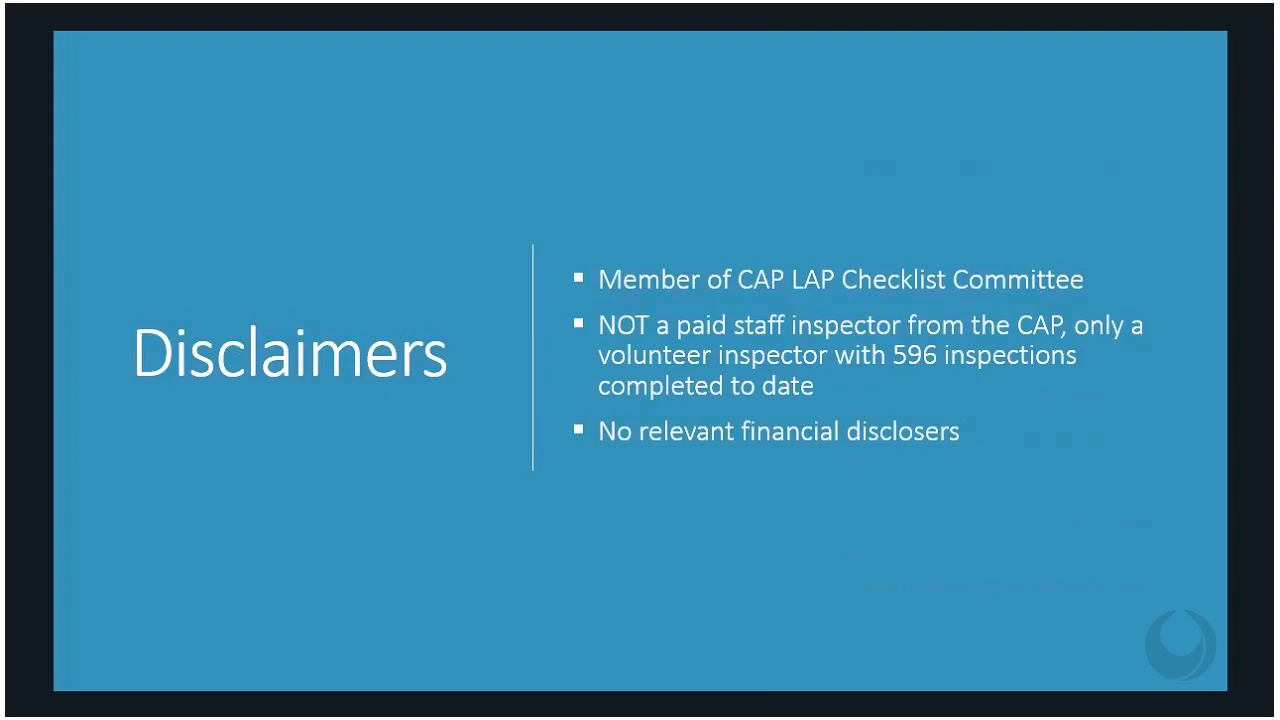 Disclaimers
▪ Member of CAP LAP Checklist Committee
▪ NOT a paid staff inspector from the CAP, only a
volunteer inspector with 596 inspections
completed to date
▪ No relevant financial disclosers